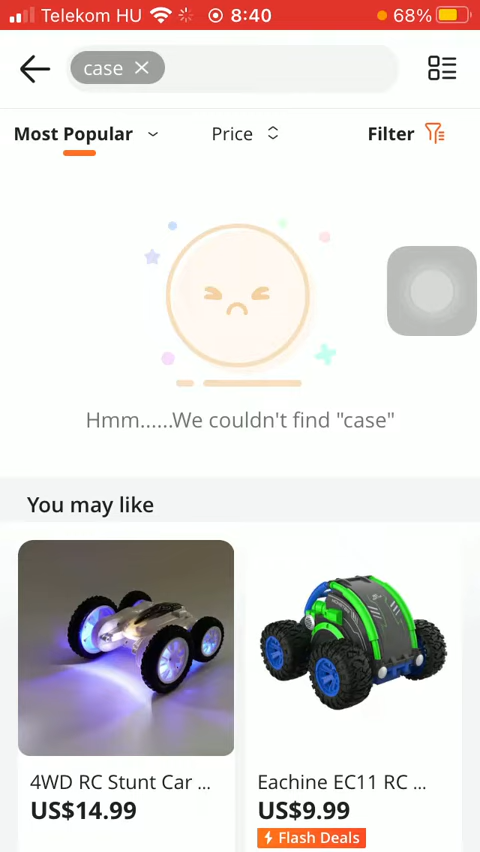 Telekom HU 8:40 68%
case
Most Popular Price Filter
Hmm......We couldn't find "case"
You may like
4WD RC Stunt Car ... Eachine EC11 RC ...
US$14.99 US$9.99
Flash Deals